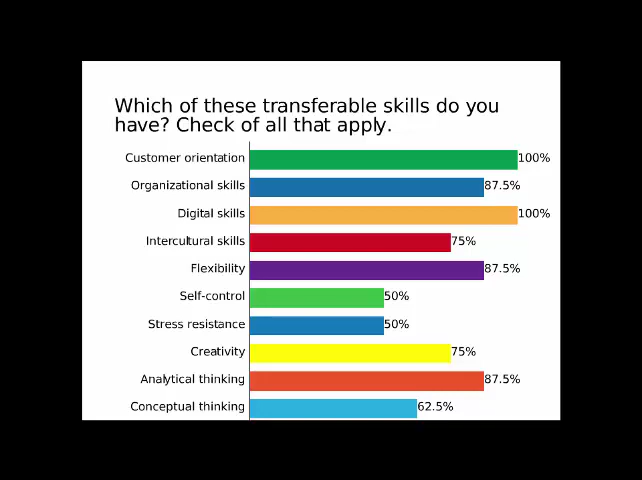 Which of these transferable skills do you
have? Check of all that apply.
Customer orientation 100%
Organizational skills 87.5%
Digital skills 100%
Intercultural skills 75%
Flexibility 87.5%
Self-control 50%
Stress resistance 50%
Creativity 75%
Analytical thinking 87.5%
Conceptual thinking 62.5%